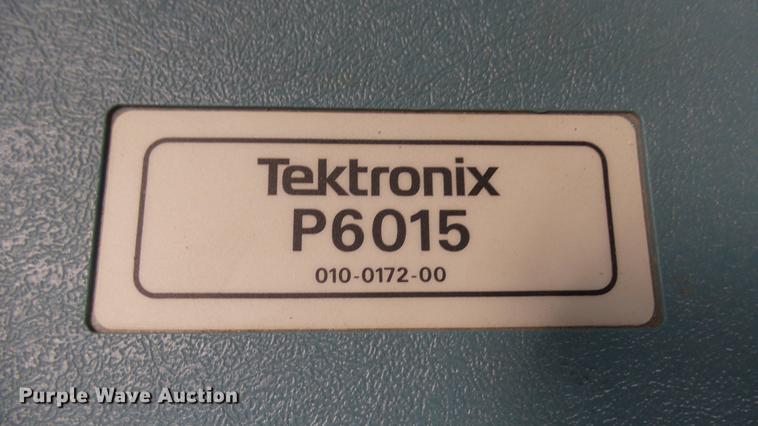 Tektronix
P6015
010-0172-00
Purple Wave Auction